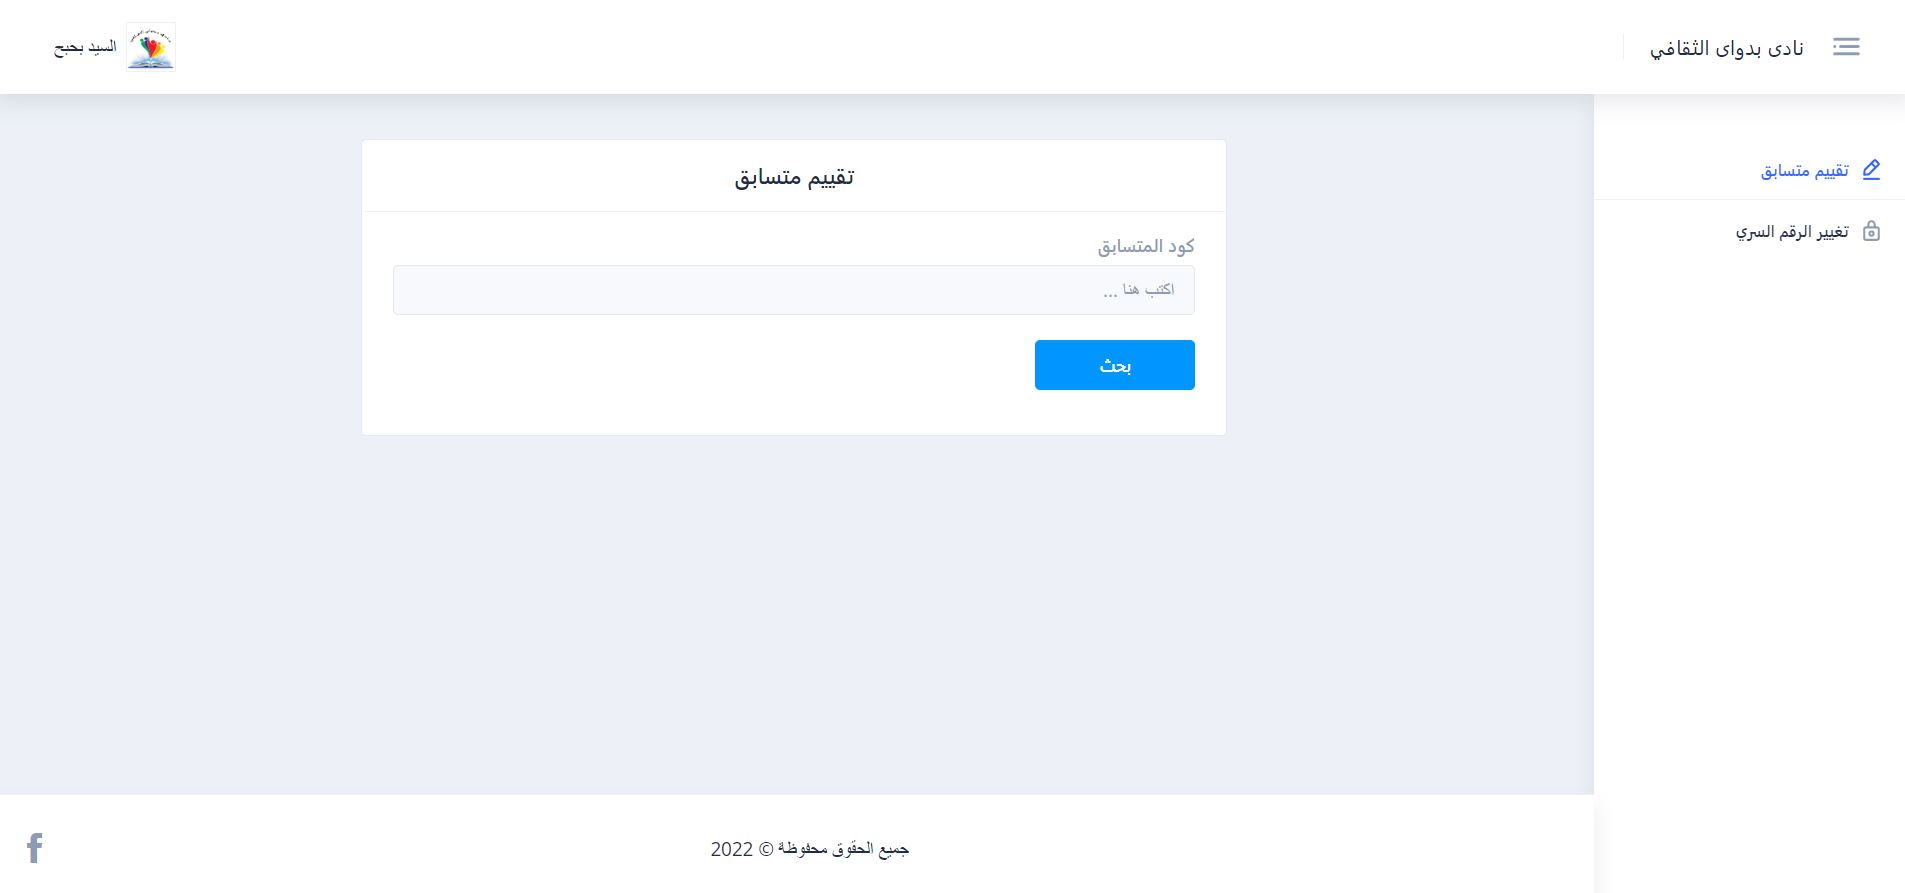 نادى بدواى الثقافي
السيد بحبح
تقييم متسابق
تغيير الرقم السري
تقييم متسابق
كود المتسابق
اكتب هنا ...
بحث
جميع الحقوق محفوظة © 2022